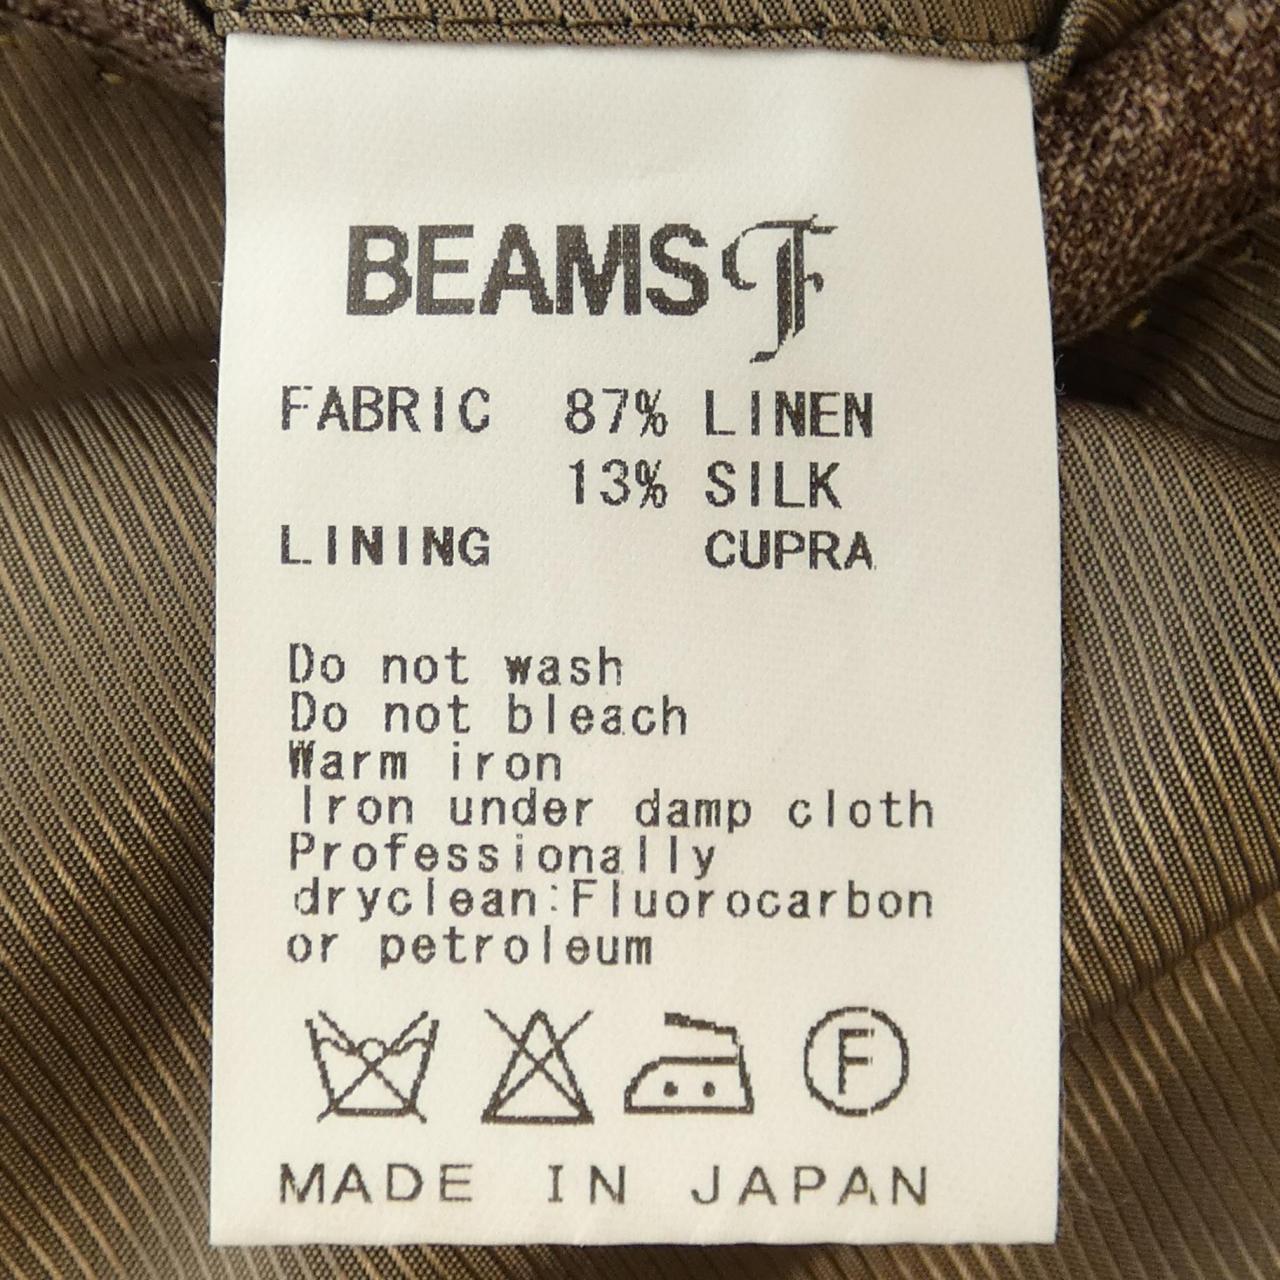 BEAMS F
FABRIC 87% LINEN
13% SILK
LINING CUPRA
Do not wash
Do not bleach
Warm iron
Iron under damp cloth
Professionally
dryclean:Fluorocarbon
or petroleum
F
MADE IN JAPAN